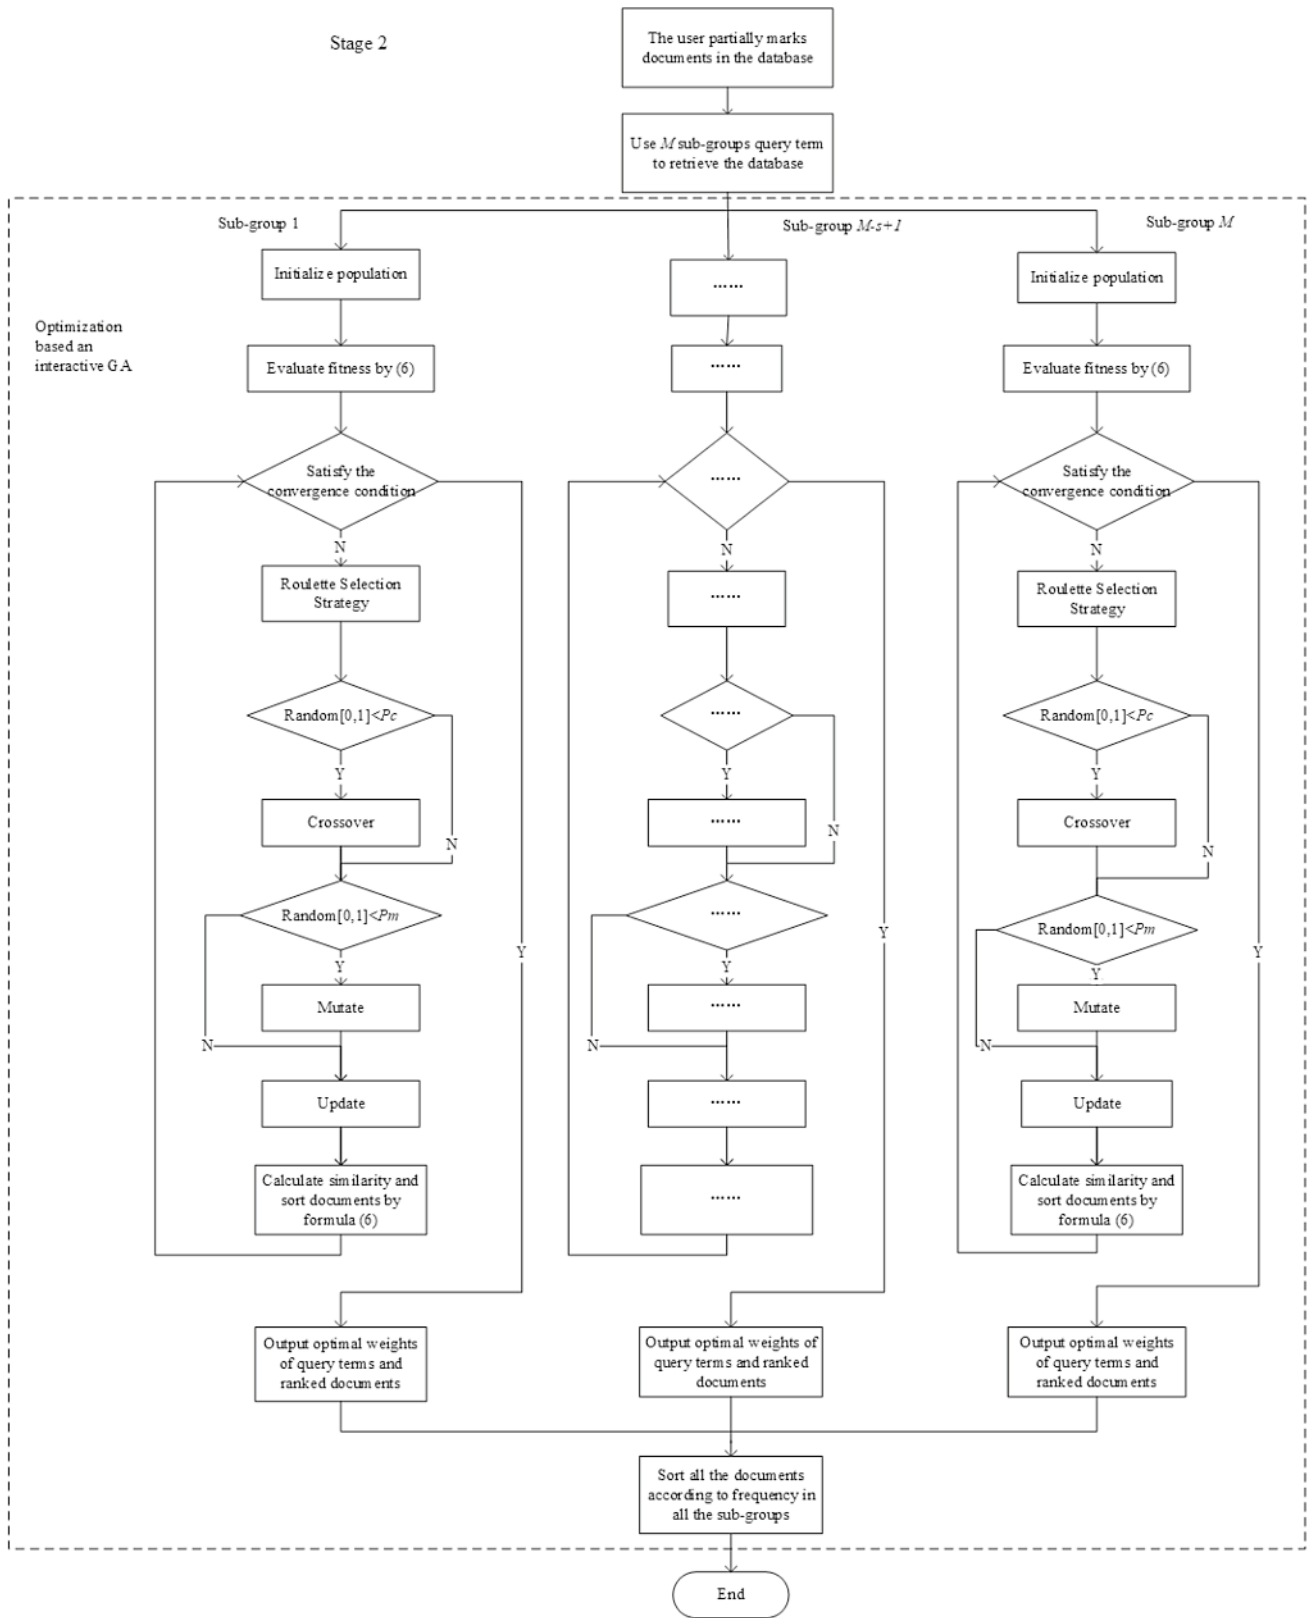 Stage 2
The user partially marks
documents in the database
Use M sub-groups query term
to retrieve the database
Sub-group 1
Sub-group M-s+1
Sub-group M
Optimization
based an
interactive GA
Initialize population
Evaluate fitness by (6)
Satisfy the
convergence condition
N
Roulette Selection
Strategy
Random[0,1]<Pc
Y
Crossover
N
Random[0,1]<Pm
Y
Mutate
N
Update
Calculate similarity and
sort documents by
formula (6)
Y
Output optimal weights
of query terms and
ranked documents
......
......
......
N
......
......
Y
......
N
......
Y
......
N
......
......
Y
Output optimal weights of
query terms and ranked
documents
Initialize population
Evaluate fitness by (6)
Satisfy the
convergence condition
N
Roulette Selection
Strategy
Random[0,1]<Pc
Y
Crossover
N
Random[0,1]<Pm
Y
Mutate
N
Update
Calculate similarity and
sort documents by
formula (6)
Y
Output optimal weights
of query terms and
ranked documents
Sort all the documents
according to frequency in
all the sub-groups
End